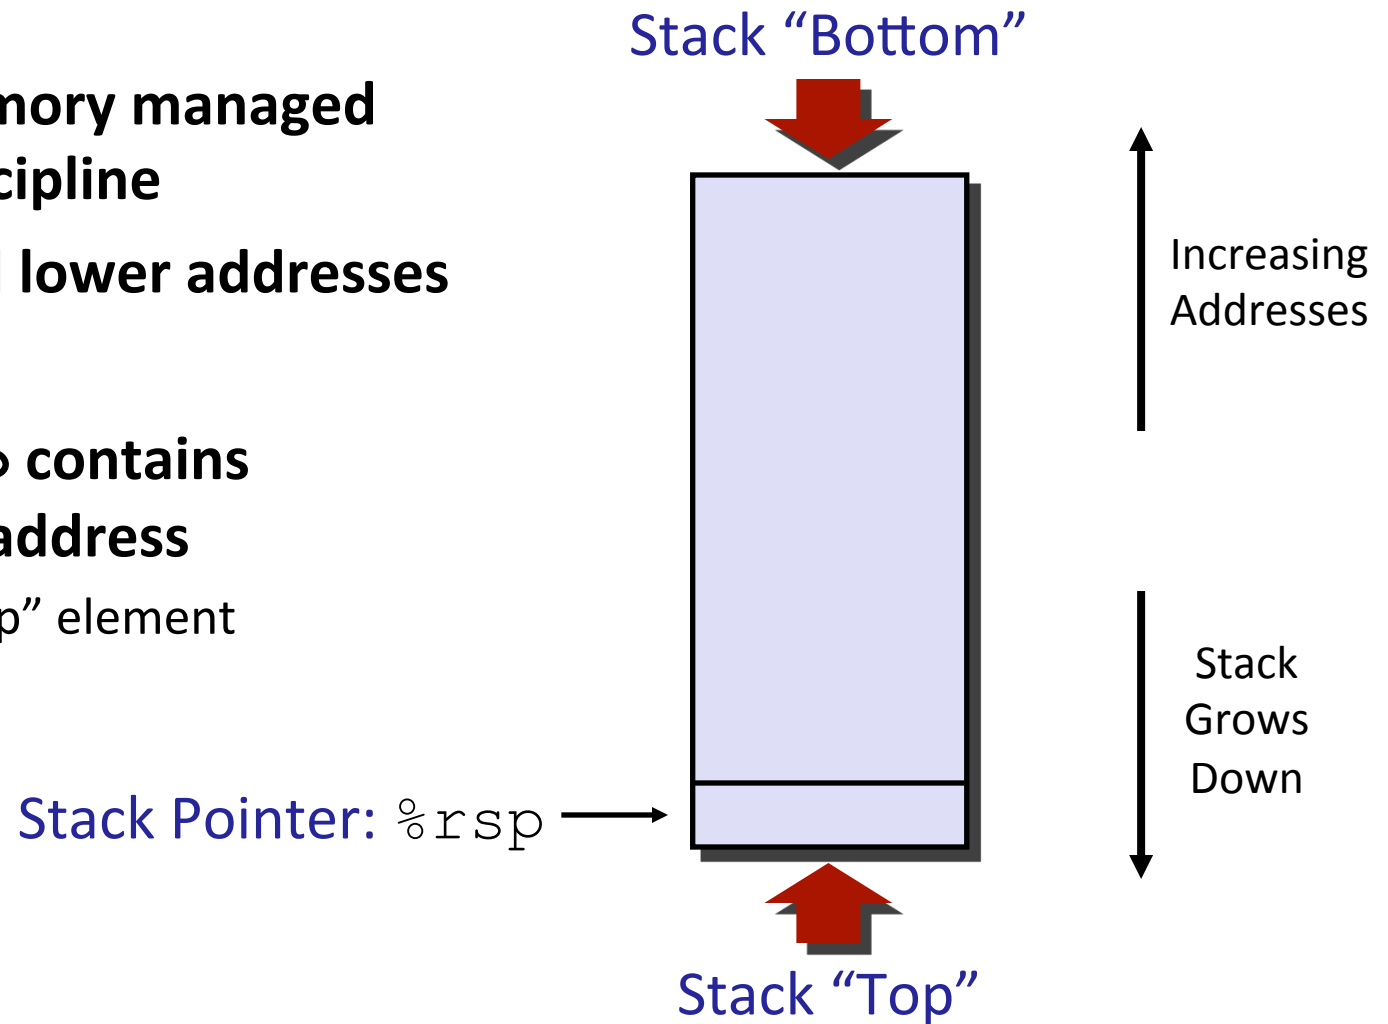 Stack “Bottom”
mory managed
cipline
lower addresses
Increasing
Addresses
contains
address
p” element
Stack
Grows
Down
Stack Pointer: %rsp
Stack “Top”